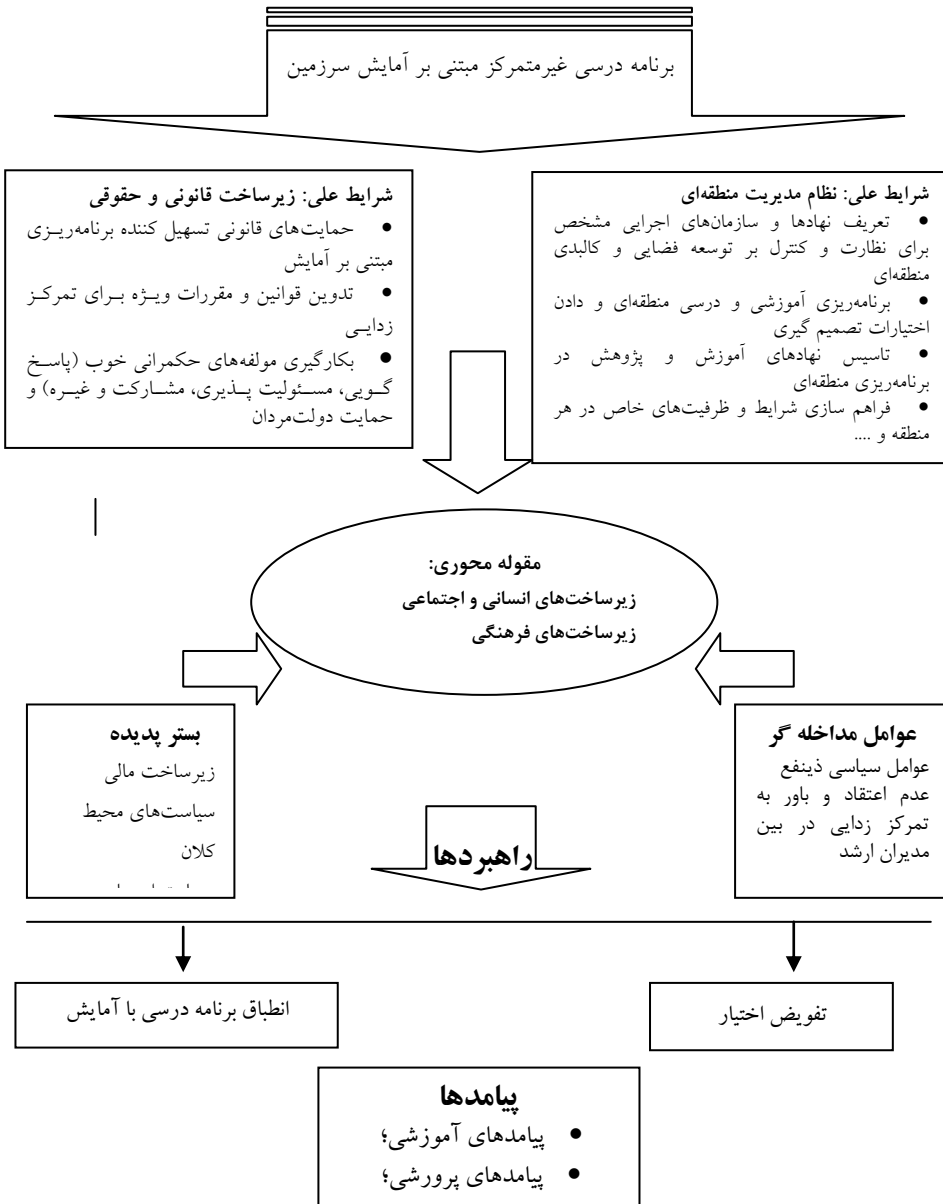 برنامه درسی غیرمتمرکز مبتنی بر آمایش سرزمین
شرایط علی: نظام مدیریت منطقه‌ای
• تعریف نهادها و سازمان‌های اجرایی مشخص
برای نظارت و کنترل بر توسعه فضایی و کالبدی
منطقه‌ای
• برنامه‌ریزی آموزشی و درسی منطقه‌ای و دادن
اختیارات تصمیم گیری
• تاسیس نهادهای آموزش و پژوهش در
برنامه‌ریزی منطقه‌ای
• فراهم سازی شرایط و ظرفیت‌های خاص در هر
منطقه و ....
شرایط علی: زیرساخت قانونی و حقوقی
• حمایت‌های قانونی تسهیل کننده برنامه‌ریزی
مبتنی بر آمایش
• تدوین قوانین و مقررات ویژه برای تمرکز
زدایی
• بکارگیری مولفه‌های حکمرانی خوب (پاسخ
گویی، مسئولیت پذیری، مشارکت و غیره) و
حمایت دولت‌مردان
مقوله محوری:
زیرساخت‌های انسانی و اجتماعی
زیرساخت‌های فرهنگی
عوامل مداخله گر
عوامل سیاسی ذینفع
عدم اعتقاد و باور به
تمرکز زدایی در بین
مدیران ارشد
بستر پدیده
زیرساخت مالی
سیاست‌های محیط
کلان
راهبردها
تفویض اختیار
انطباق برنامه درسی با آمایش
پیامدها
• پیامدهای آموزشی؛
• پیامدهای پرورشی؛